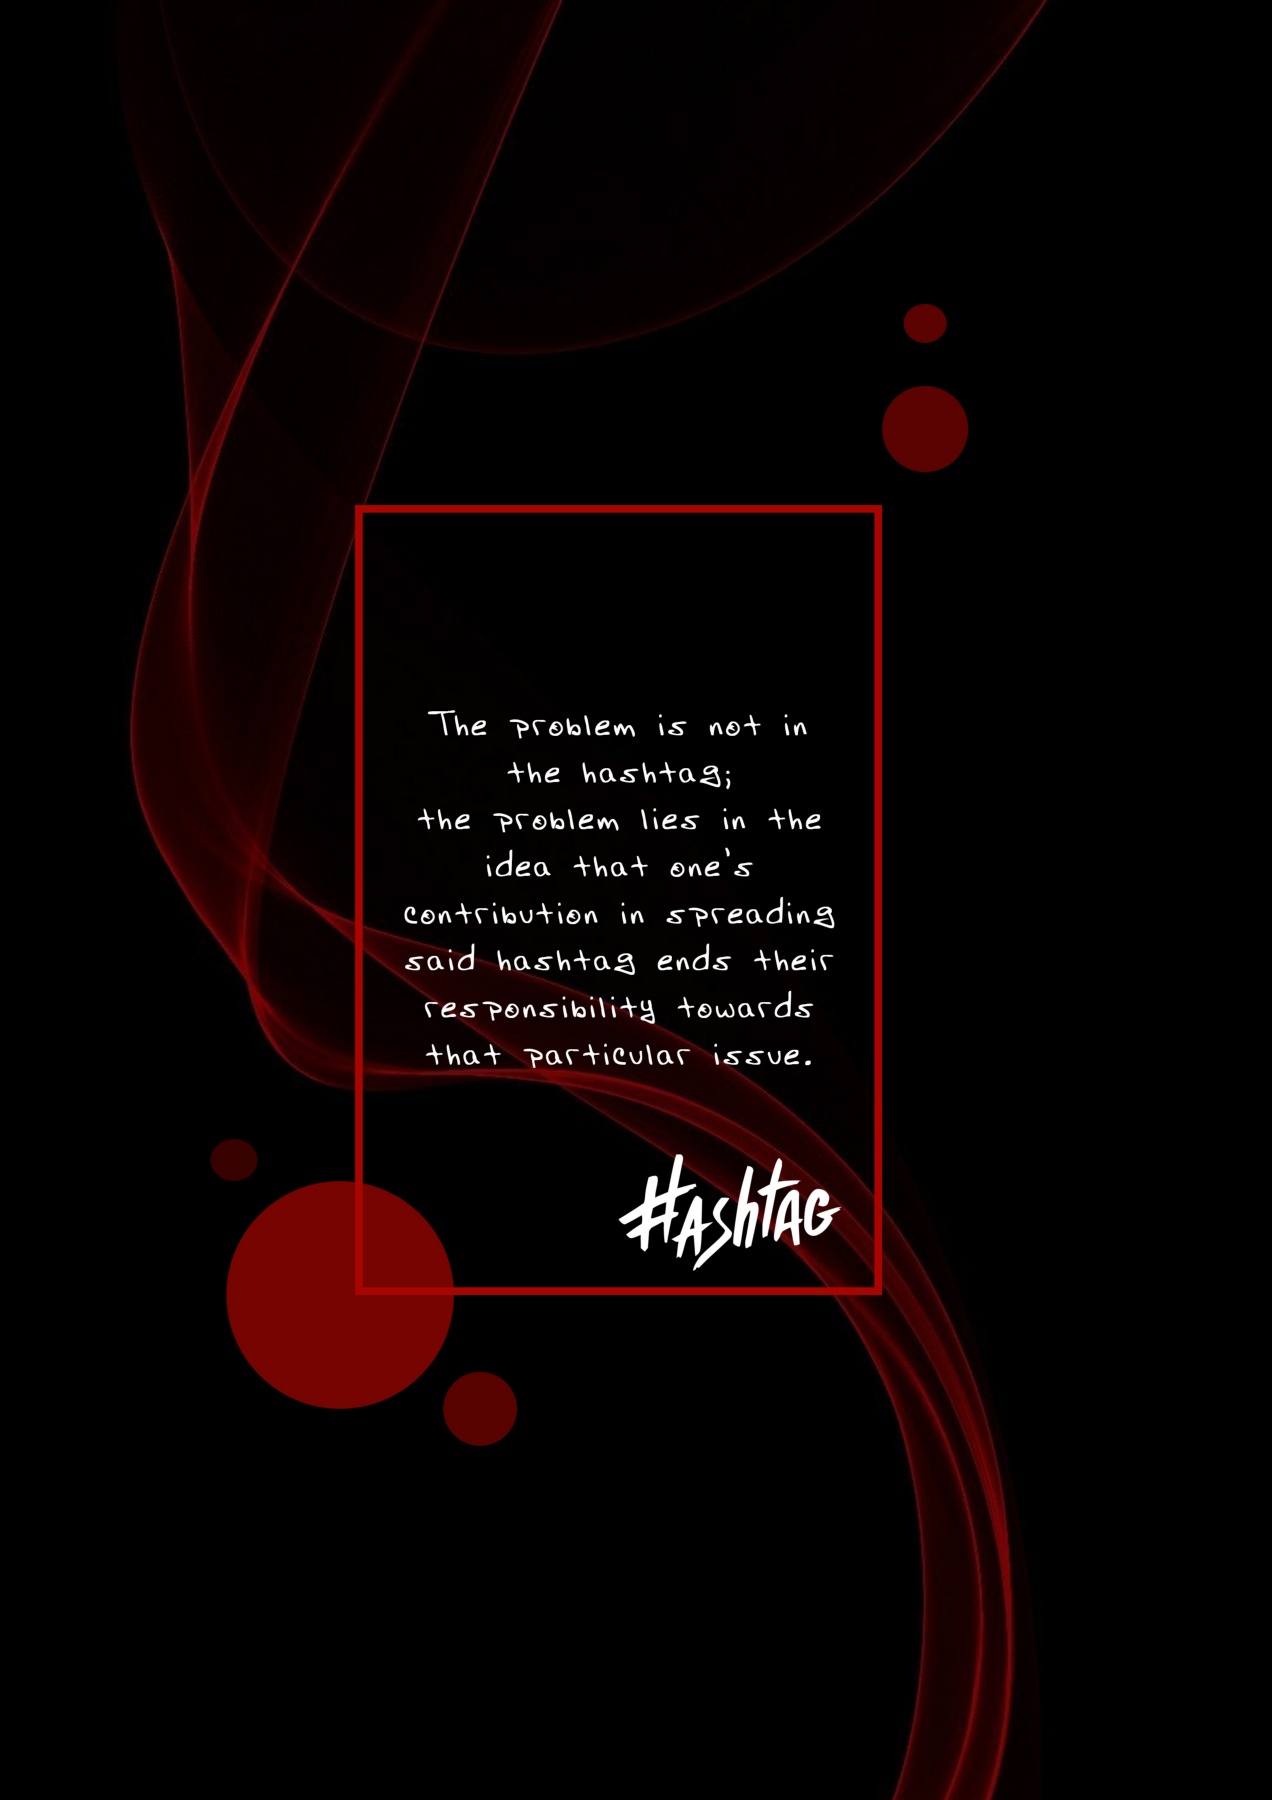 The problem is not in
the hashtag;
the problem lies in the
idea that one's
contribution in spreading
said hashtag ends their
responsibility towards
that particular issue.
#AshtAG